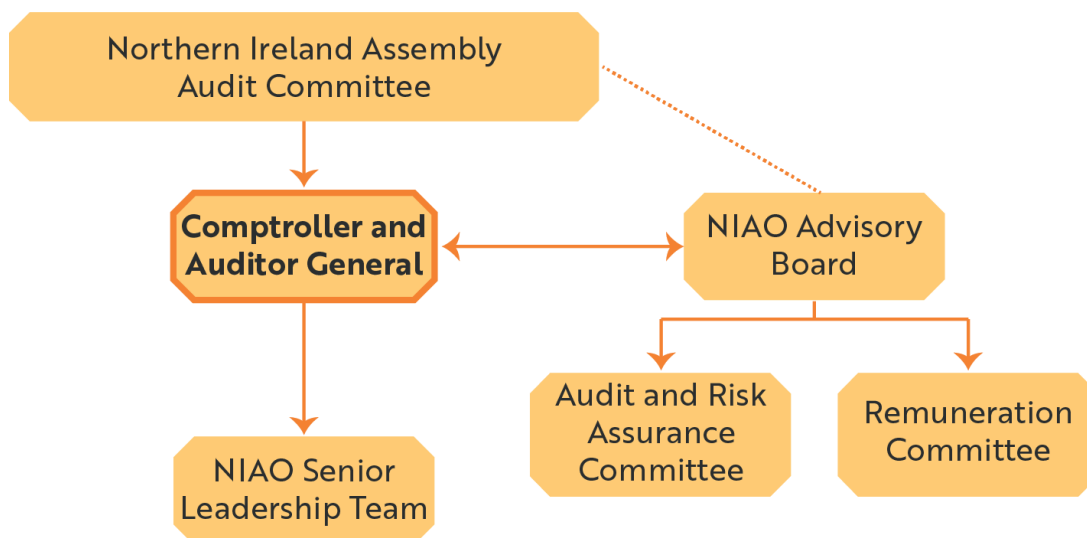 Northern Ireland Assembly
Audit Committee
Comptroller and
Auditor General
NIAO Advisory
Board
Audit and Risk
Assurance
Committee
Remuneration
Committee
NIAO Senior
Leadership Team